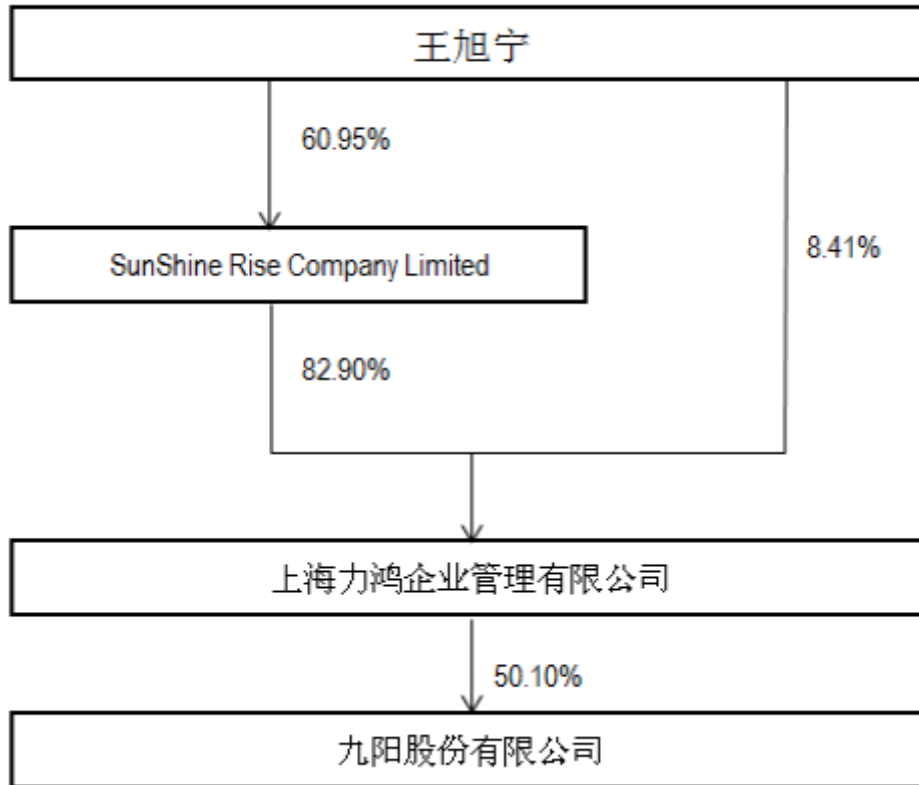 王旭宁
60.95%
8.41%
SunShine Rise Company Limited
82.90%
上海力鸿企业管理有限公司
50.10%
九阳股份有限公司